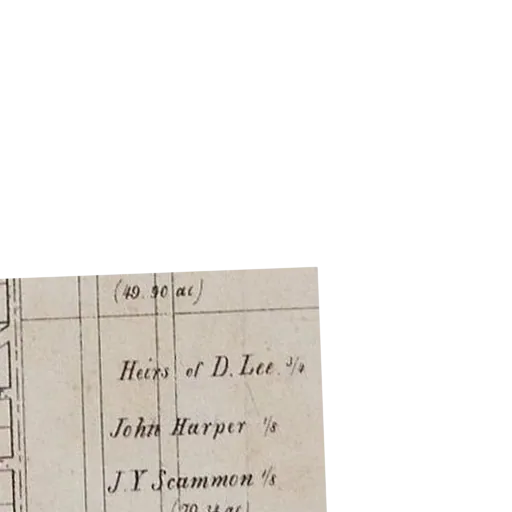 (49.90 ac)
Heirs of D. Lee 3/4
John Harper 1/8
J. Y Scammon 1/8